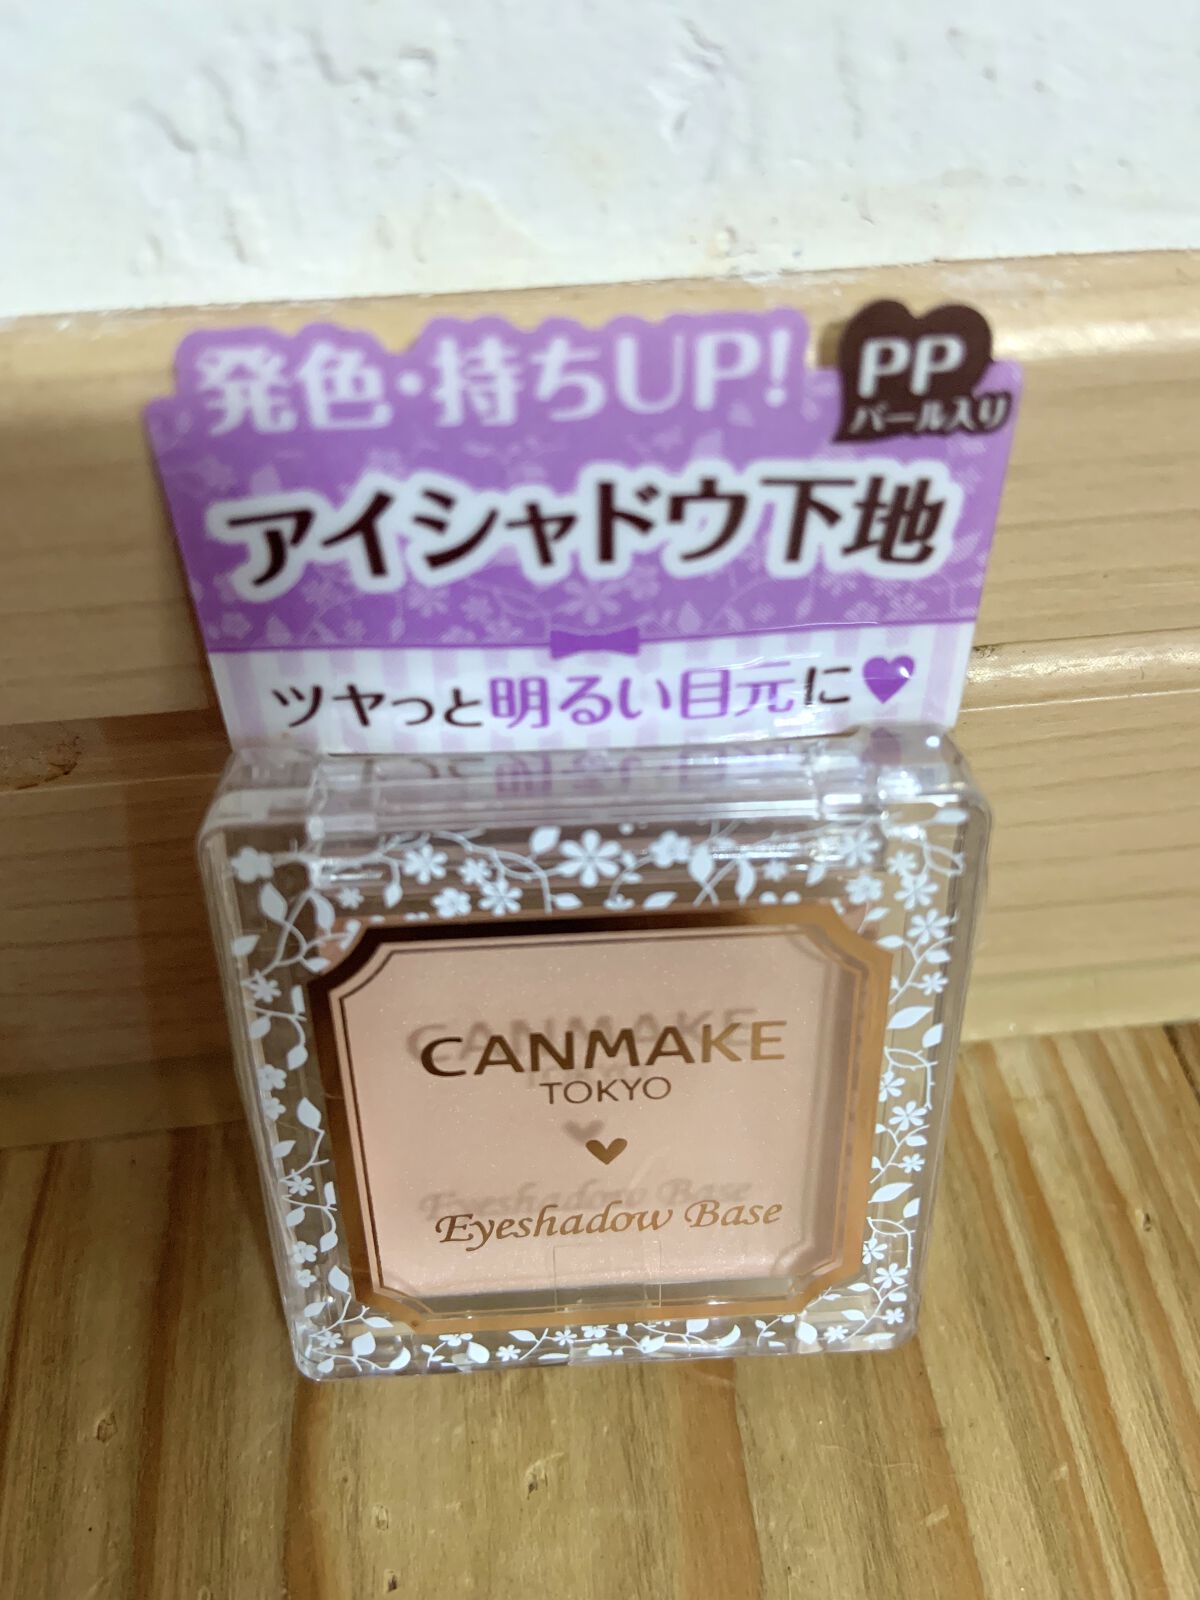 発色・持ちUP!
PP
パール入り
アイシャドウ下地
ツヤっと明るい目元に♥
CANMAKE
TOKYO
Eyeshadow Base